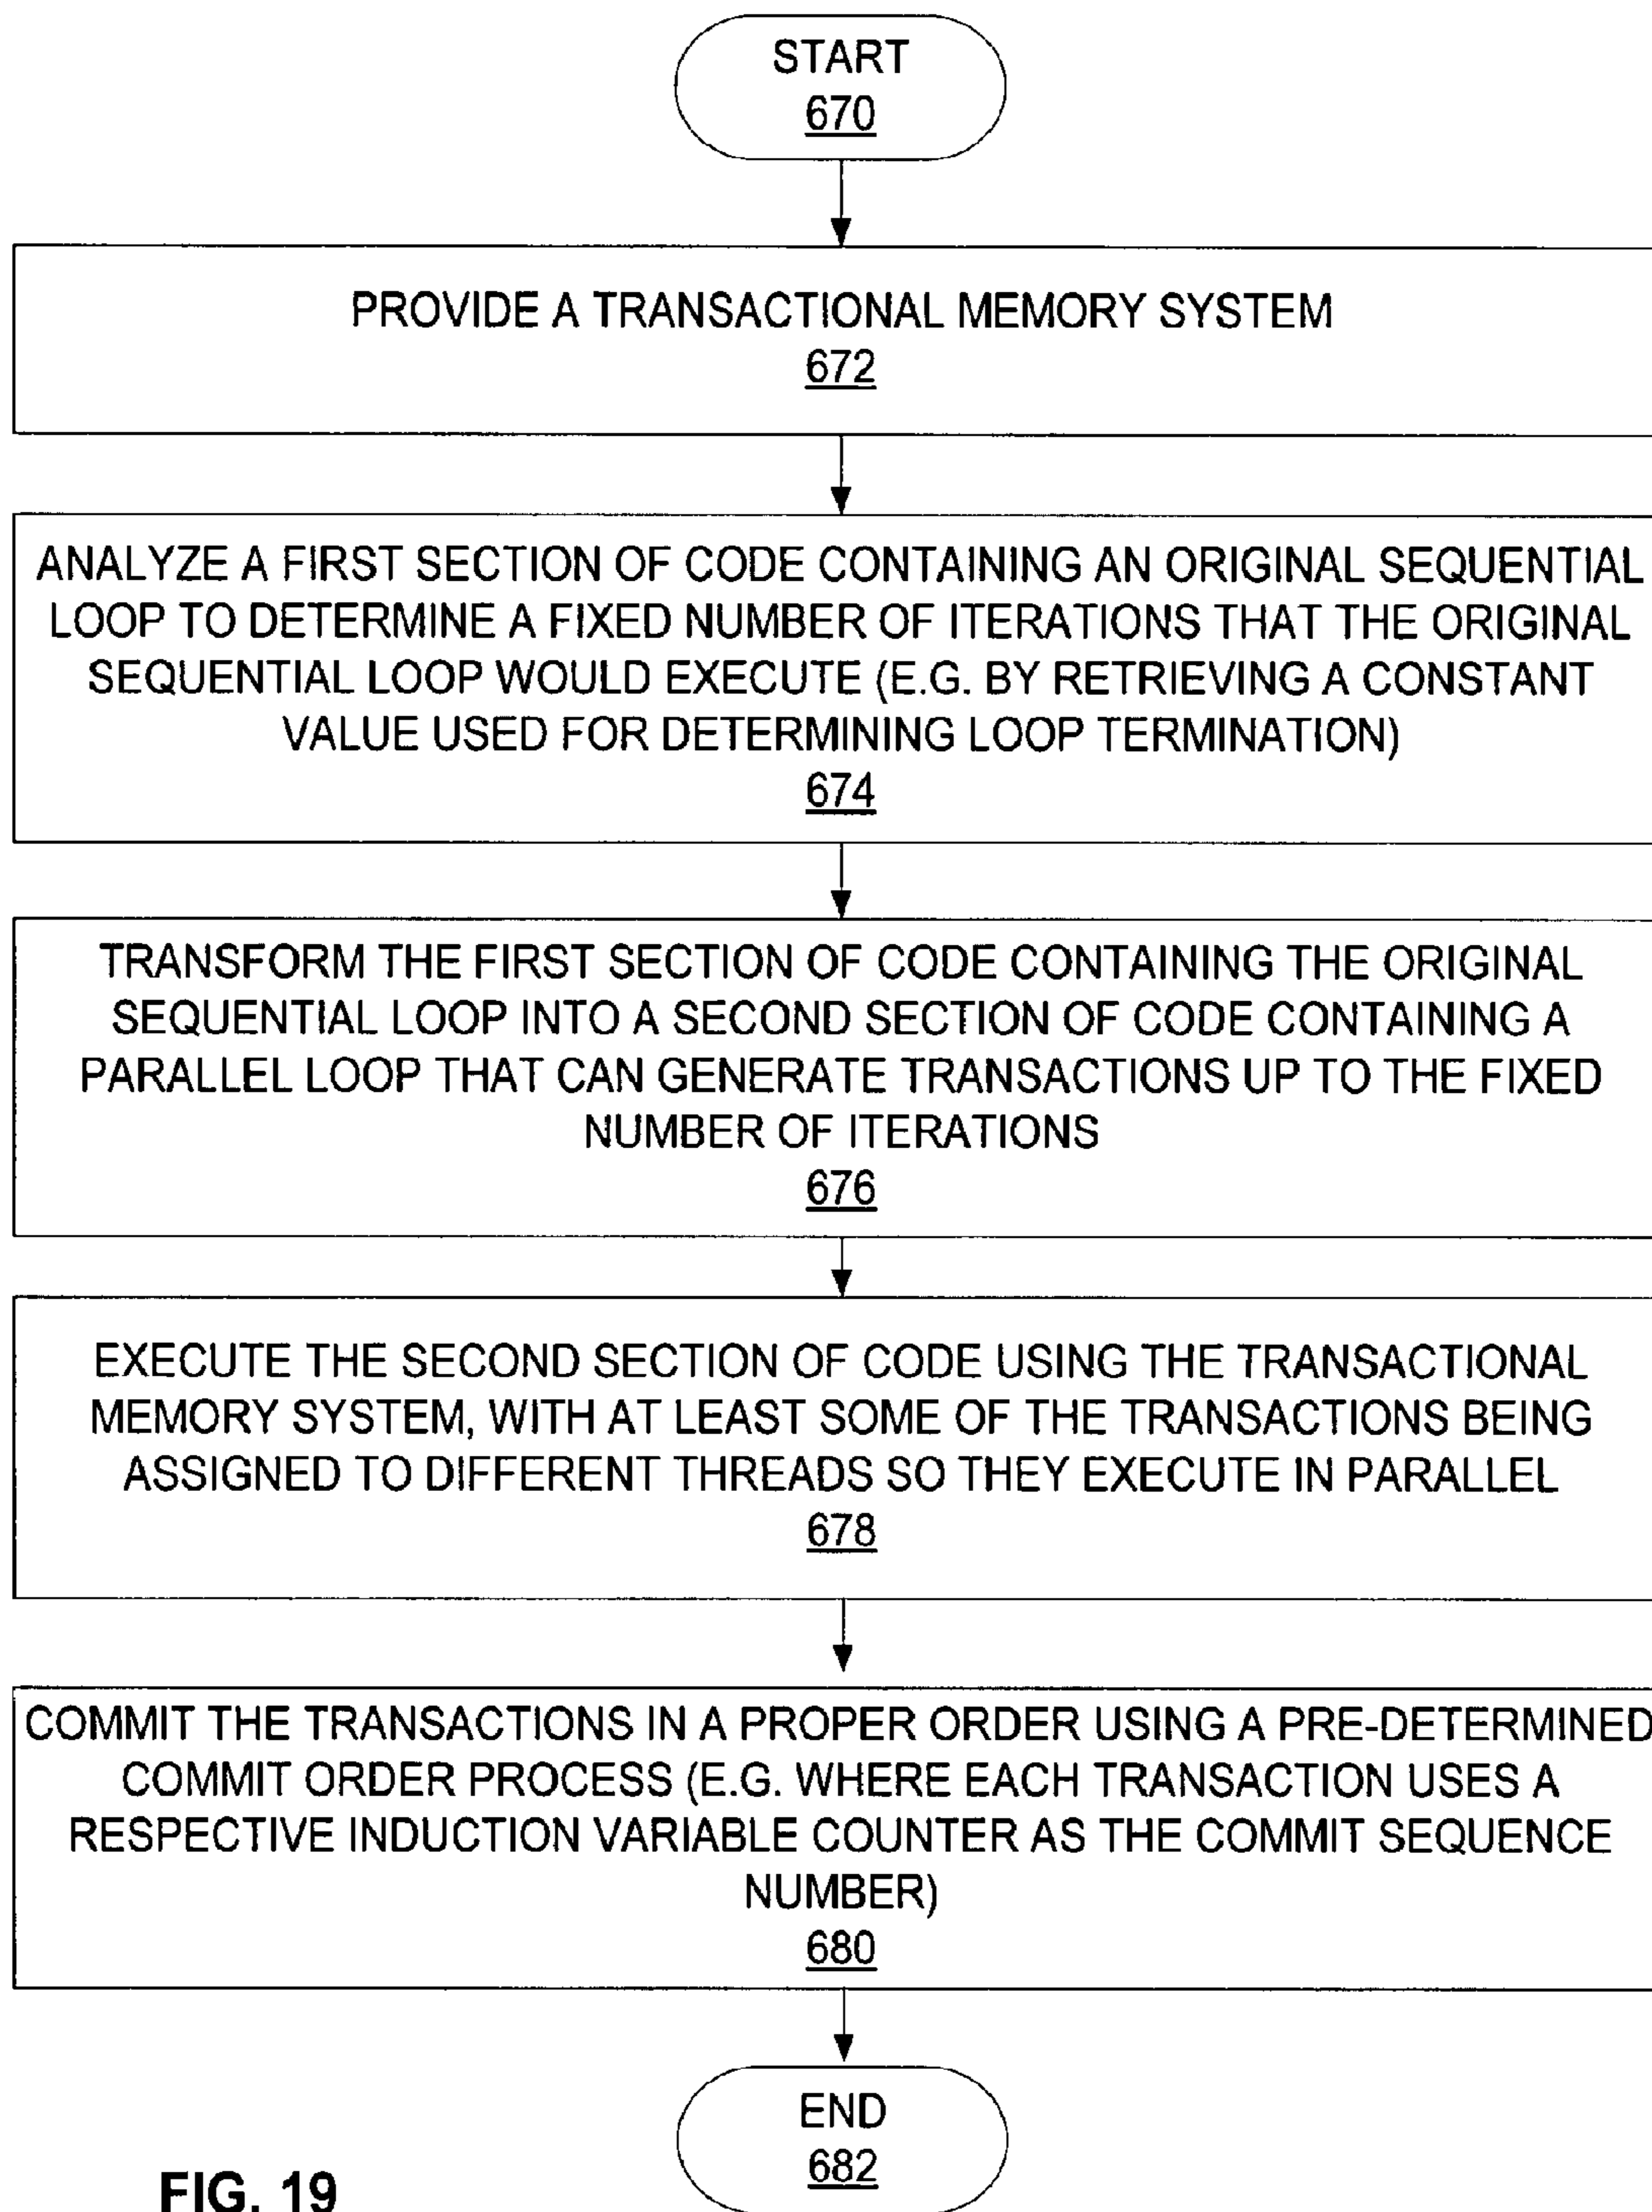 START
670
PROVIDE A TRANSACTIONAL MEMORY SYSTEM
672
ANALYZE A FIRST SECTION OF CODE CONTAINING AN ORIGINAL SEQUENTIAL
LOOP TO DETERMINE A FIXED NUMBER OF ITERATIONS THAT THE ORIGINAL
SEQUENTIAL LOOP WOULD EXECUTE (E.G. BY RETRIEVING A CONSTANT
VALUE USED FOR DETERMINING LOOP TERMINATION)
674
TRANSFORM THE FIRST SECTION OF CODE CONTAINING THE ORIGINAL
SEQUENTIAL LOOP INTO A SECOND SECTION OF CODE CONTAINING A
PARALLEL LOOP THAT CAN GENERATE TRANSACTIONS UP TO THE FIXED
NUMBER OF ITERATIONS
676
EXECUTE THE SECOND SECTION OF CODE USING THE TRANSACTIONAL
MEMORY SYSTEM, WITH AT LEAST SOME OF THE TRANSACTIONS BEING
ASSIGNED TO DIFFERENT THREADS SO THEY EXECUTE IN PARALLEL
678
COMMIT THE TRANSACTIONS IN A PROPER ORDER USING A PRE-DETERMINED
COMMIT ORDER PROCESS (E.G. WHERE EACH TRANSACTION USES A
RESPECTIVE INDUCTION VARIABLE COUNTER AS THE COMMIT SEQUENCE
NUMBER)
680
END
682
FIG. 19